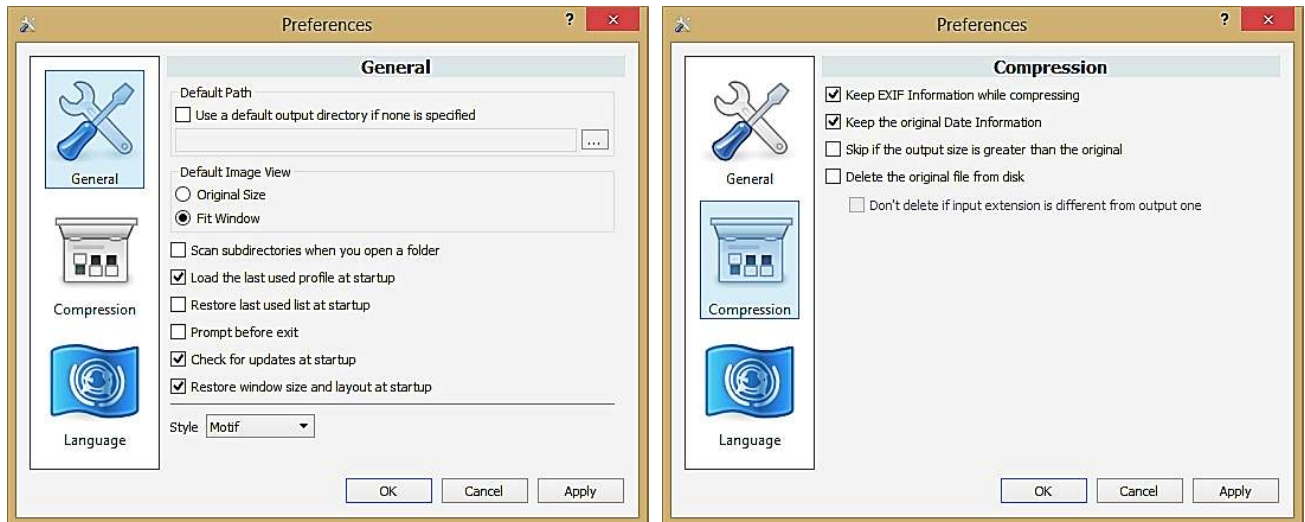 Preferences
?
×
General
Compression
Language
General
Default Path
Use a default output directory if none is specified
...
Default Image View
Original Size
Fit Window
Scan subdirectories when you open a folder
Load the last used profile at startup
Restore last used list at startup
Prompt before exit
Check for updates at startup
Restore window size and layout at startup
Style Motif
OK Cancel Apply
Preferences
?
×
General
Compression
Language
Compression
Keep EXIF Information while compressing
Keep the original Date Information
Skip if the output size is greater than the original
Delete the original file from disk
Don't delete if input extension is different from output one
OK Cancel Apply